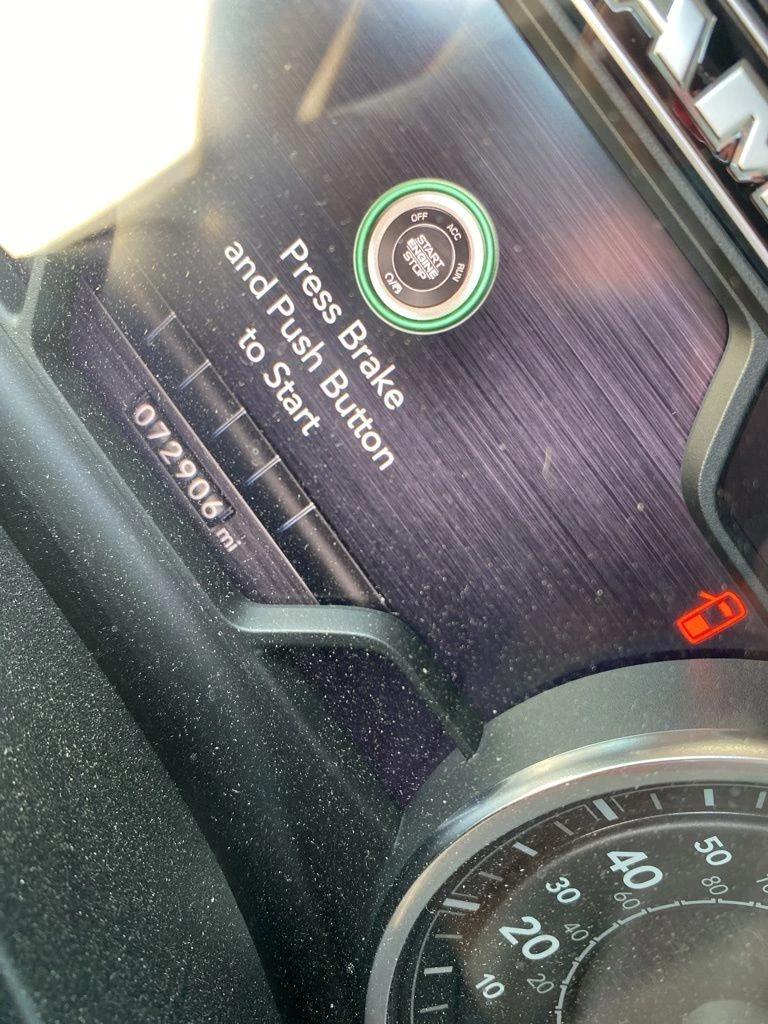 OFF
ACC
RUN
START
ENGINE
STOP
Press Brake
and Push Button
to Start
072906 mi
10
20
30
40
50
20
40
60
80